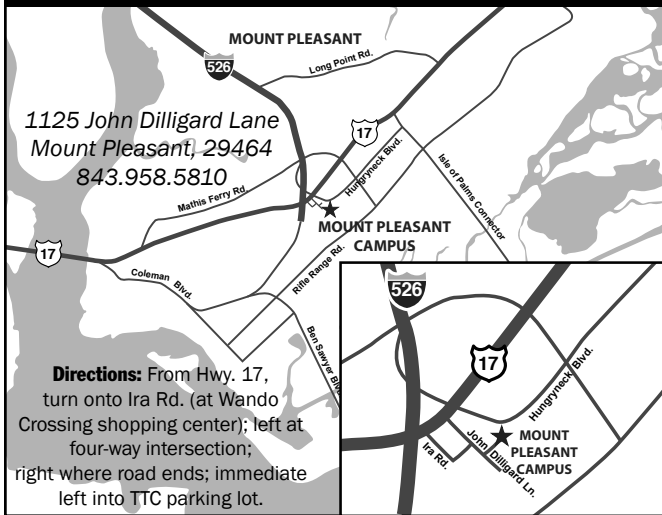 MOUNT PLEASANT
526
Long Point Rd.
1125 John Dilligard Lane
Mount Pleasant, 29464
843.958.5810
17
Hungryneck Blvd.
Isle of Palms Connector
Mathis Ferry Rd.
MOUNT PLEASANT
CAMPUS
17
Rifle Range Rd.
Coleman Blvd.
Ben Sawyer Blvd.
Directions: From Hwy. 17,
turn onto Ira Rd. (at Wando
Crossing shopping center); left at
four-way intersection;
right where road ends; immediate
left into TTC parking lot.
526
17
Hungryneck Blvd.
MOUNT
PLEASANT
CAMPUS
Ira Rd.
John Dilligard Ln.